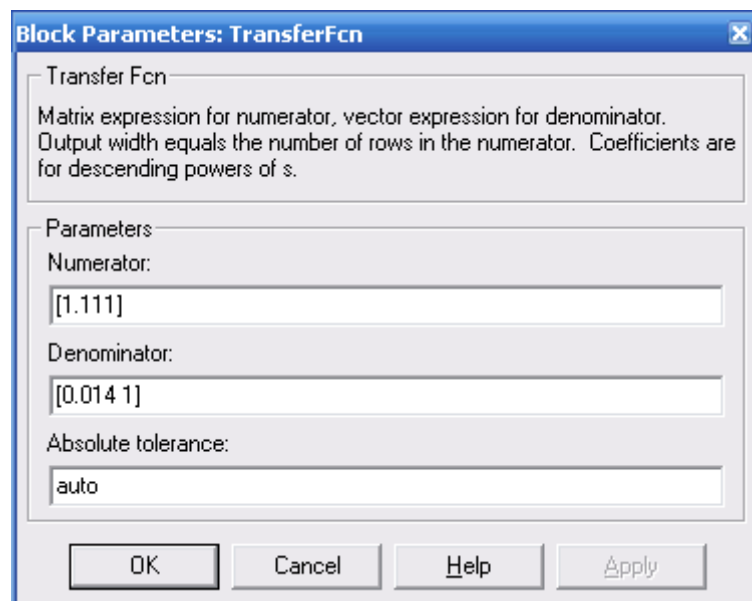 Block Parameters: TransferFcn
Transfer Fcn
Matrix expression for numerator, vector expression for denominator.
Output width equals the number of rows in the numerator.  Coefficients are
for descending powers of s.
Parameters
Numerator:
[1.111]
Denominator:
[0.014 1]
Absolute tolerance:
auto
OK Cancel Help Apply